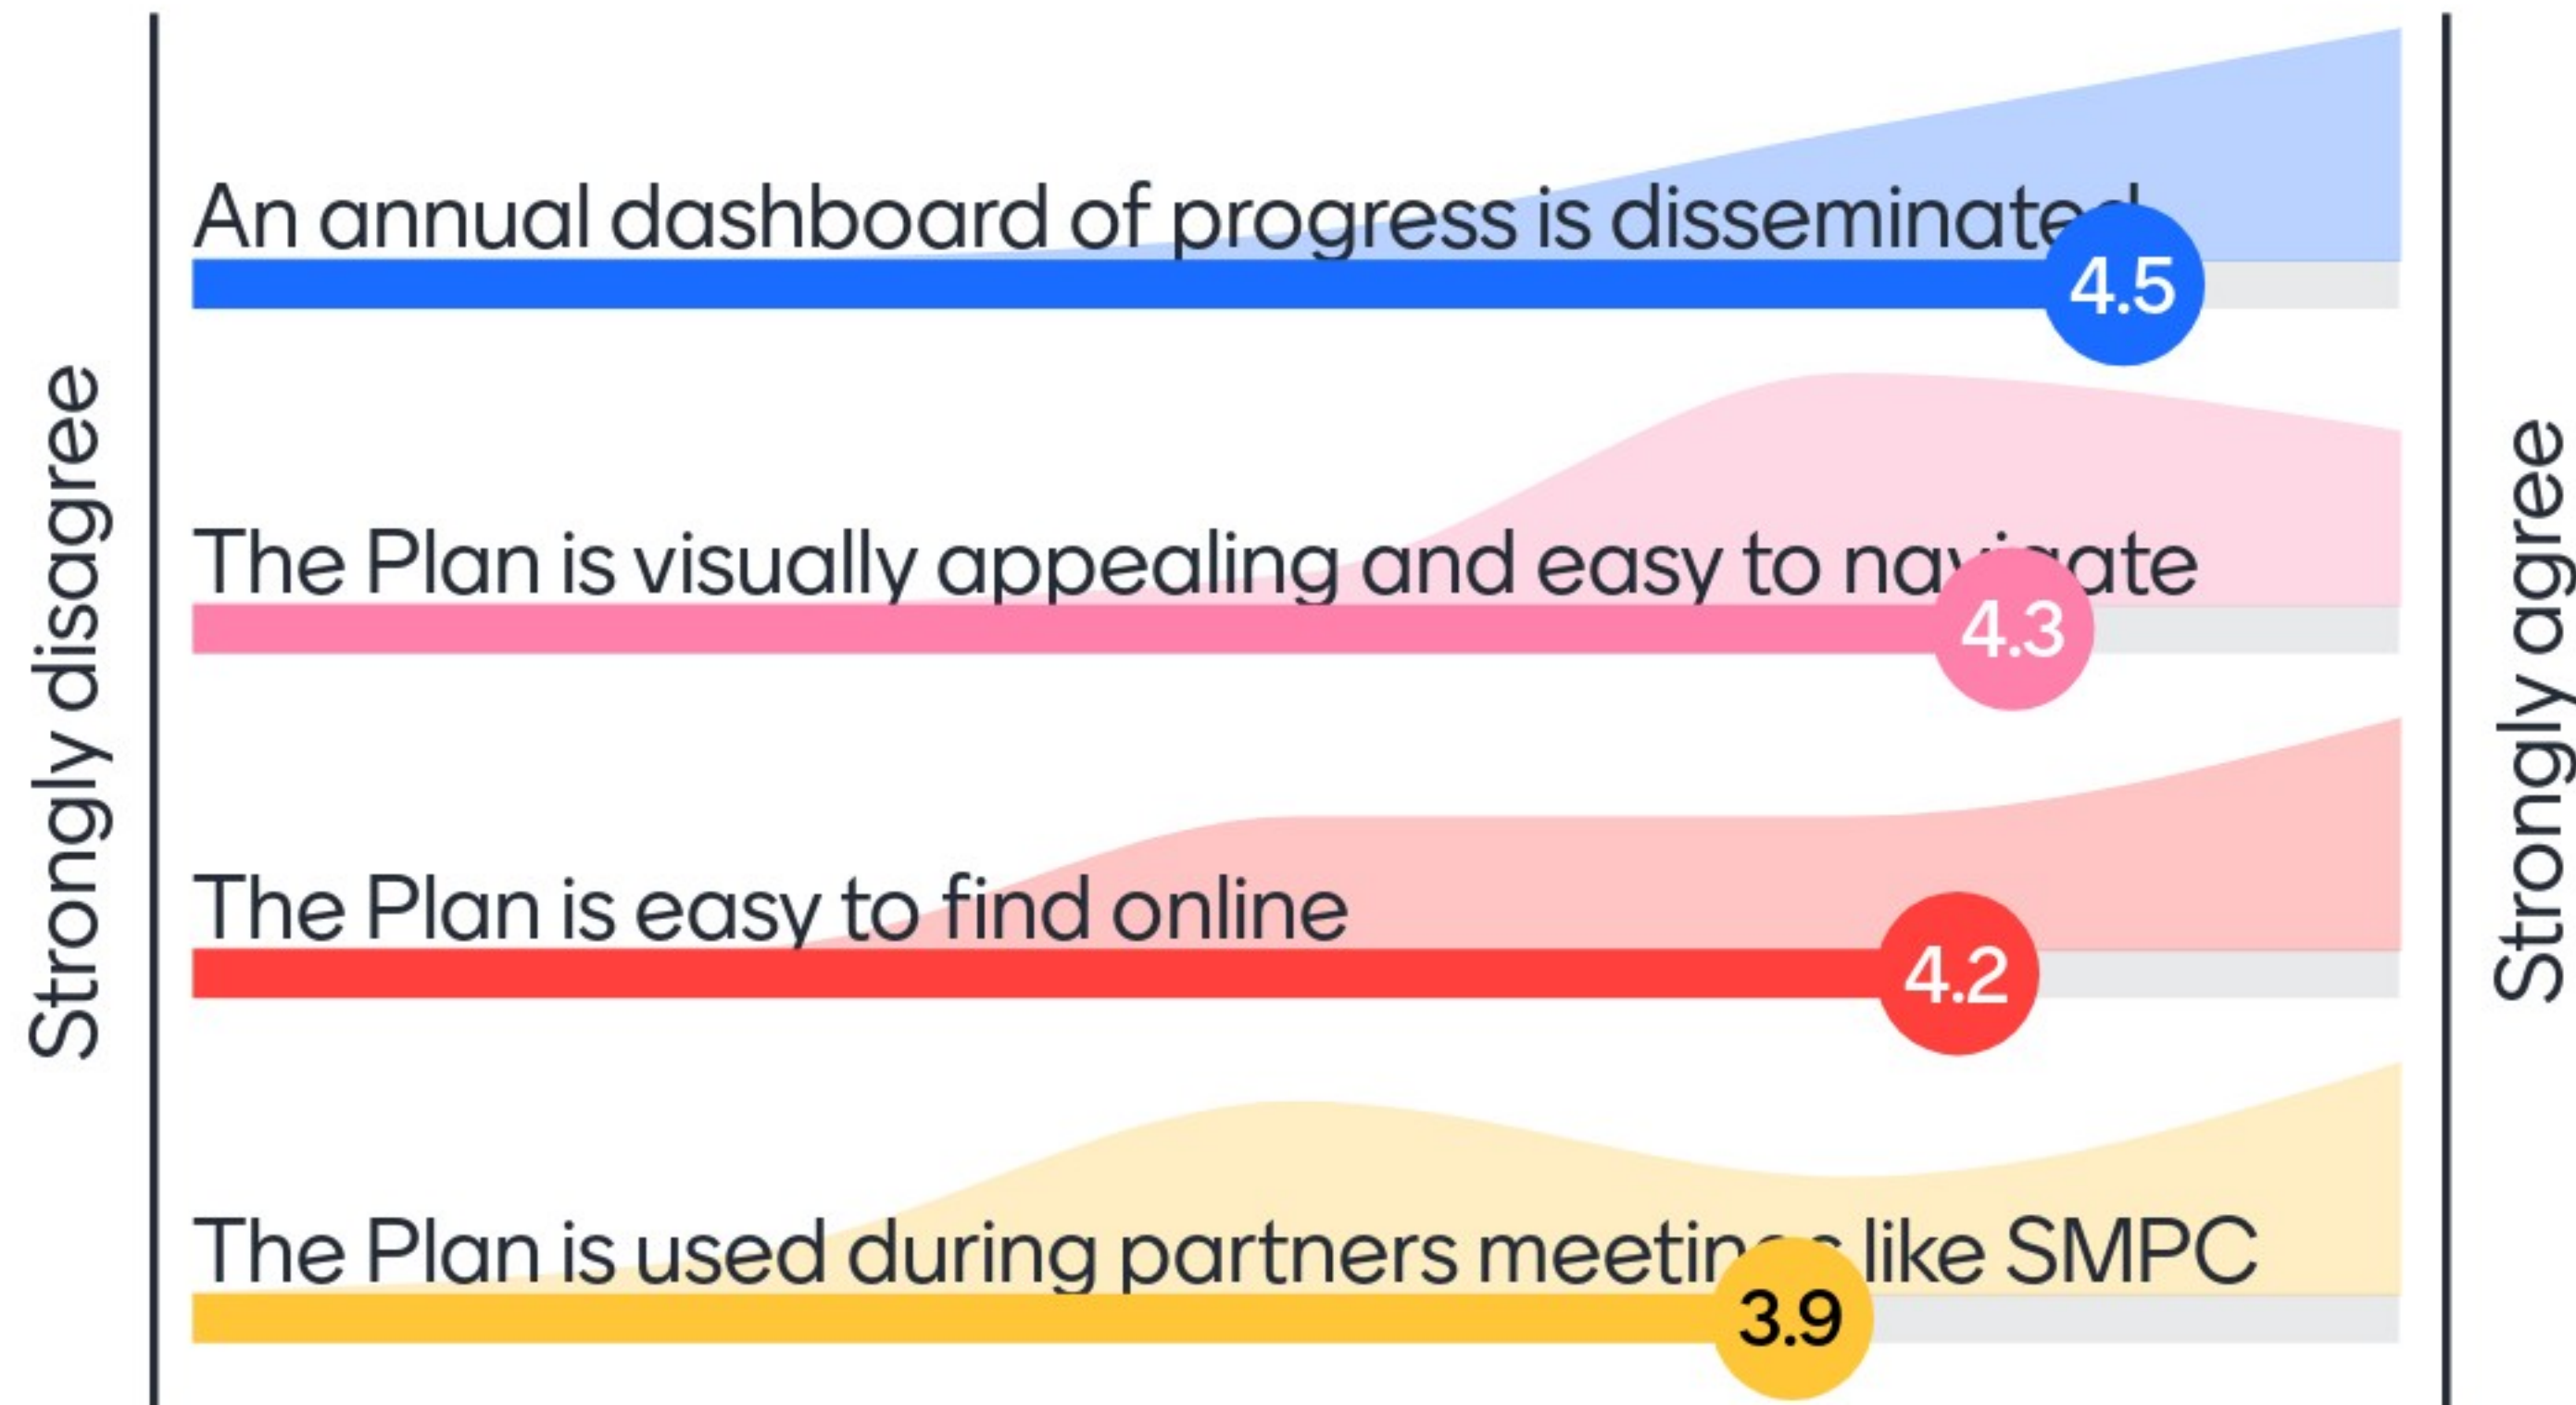 Strongly disagree
An annual dashboard of progress is disseminated
4.5
The Plan is visually appealing and easy to navigate
4.3
The Plan is easy to find online
4.2
The Plan is used during partners meetings like SMPC
3.9
Strongly agree